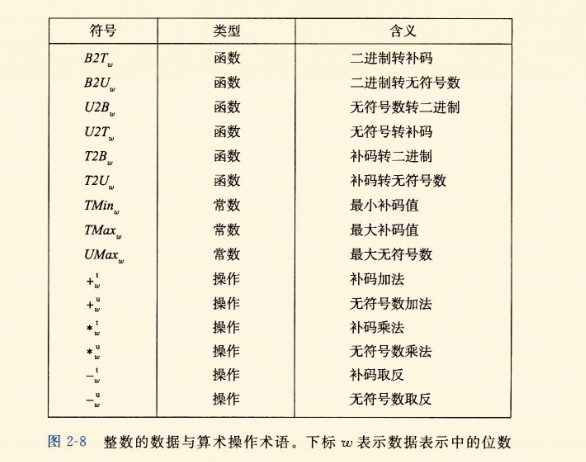 符号 类型 含义
B2T_w 函数 二进制转补码
B2U_w 函数 二进制转无符号数
U2B_w 函数 无符号数转二进制
U2T_w 函数 无符号转补码
T2B_w 函数 补码转二进制
T2U_w 函数 补码转无符号数
TMin_w 常数 最小补码值
TMax_w 常数 最大补码值
UMax_w 常数 最大无符号数
+^t_w 操作 补码加法
+^u_w 操作 无符号数加法
*^t_w 操作 补码乘法
*^u_w 操作 无符号数乘法
-^t_w 操作 补码取反
-^u_w 操作 无符号数取反
图 2-8 整数的数据与算术操作术语。下标 w 表示数据表示中的位数